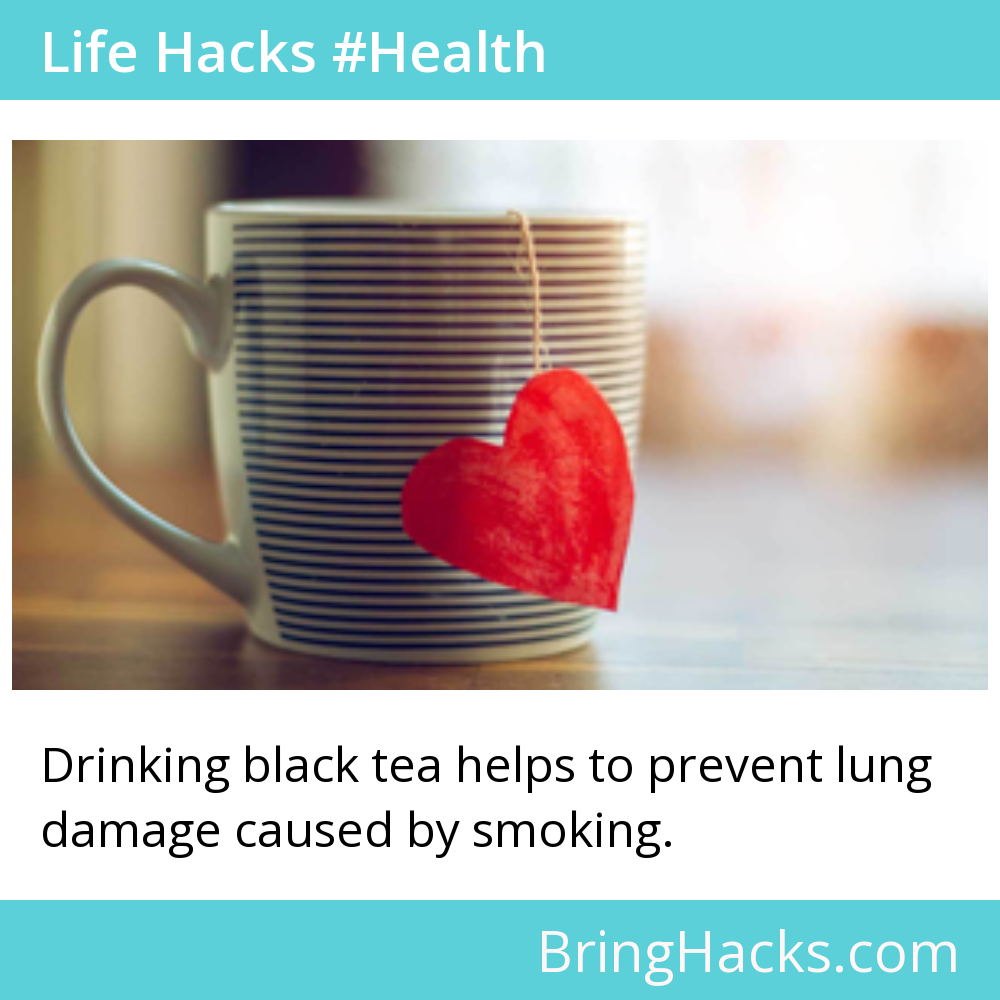 Life Hacks #Health
Drinking black tea helps to prevent lung
damage caused by smoking.
BringHacks.com